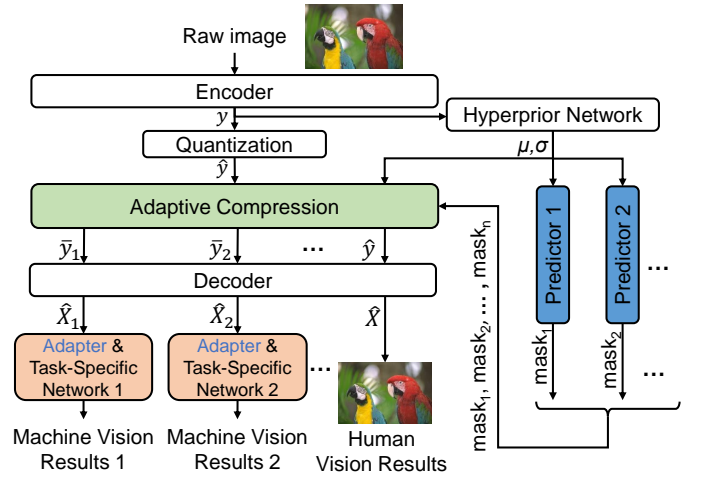 Raw image
Encoder
y
Hyperprior Network
Quantization
μ,σ
ŷ
Adaptive Compression
ȳ₁
ȳ₂
...
ŷ
Decoder
X̂₁
X̂₂
X̂
Adapter &
Task-Specific
Network 1
Adapter &
Task-Specific
Network 2
...
Machine Vision
Results 1
Machine Vision
Results 2
Human
Vision Results
Predictor 1
Predictor 2
...
mask₁
mask₂
...
mask₁, mask₂, ... , maskₙ